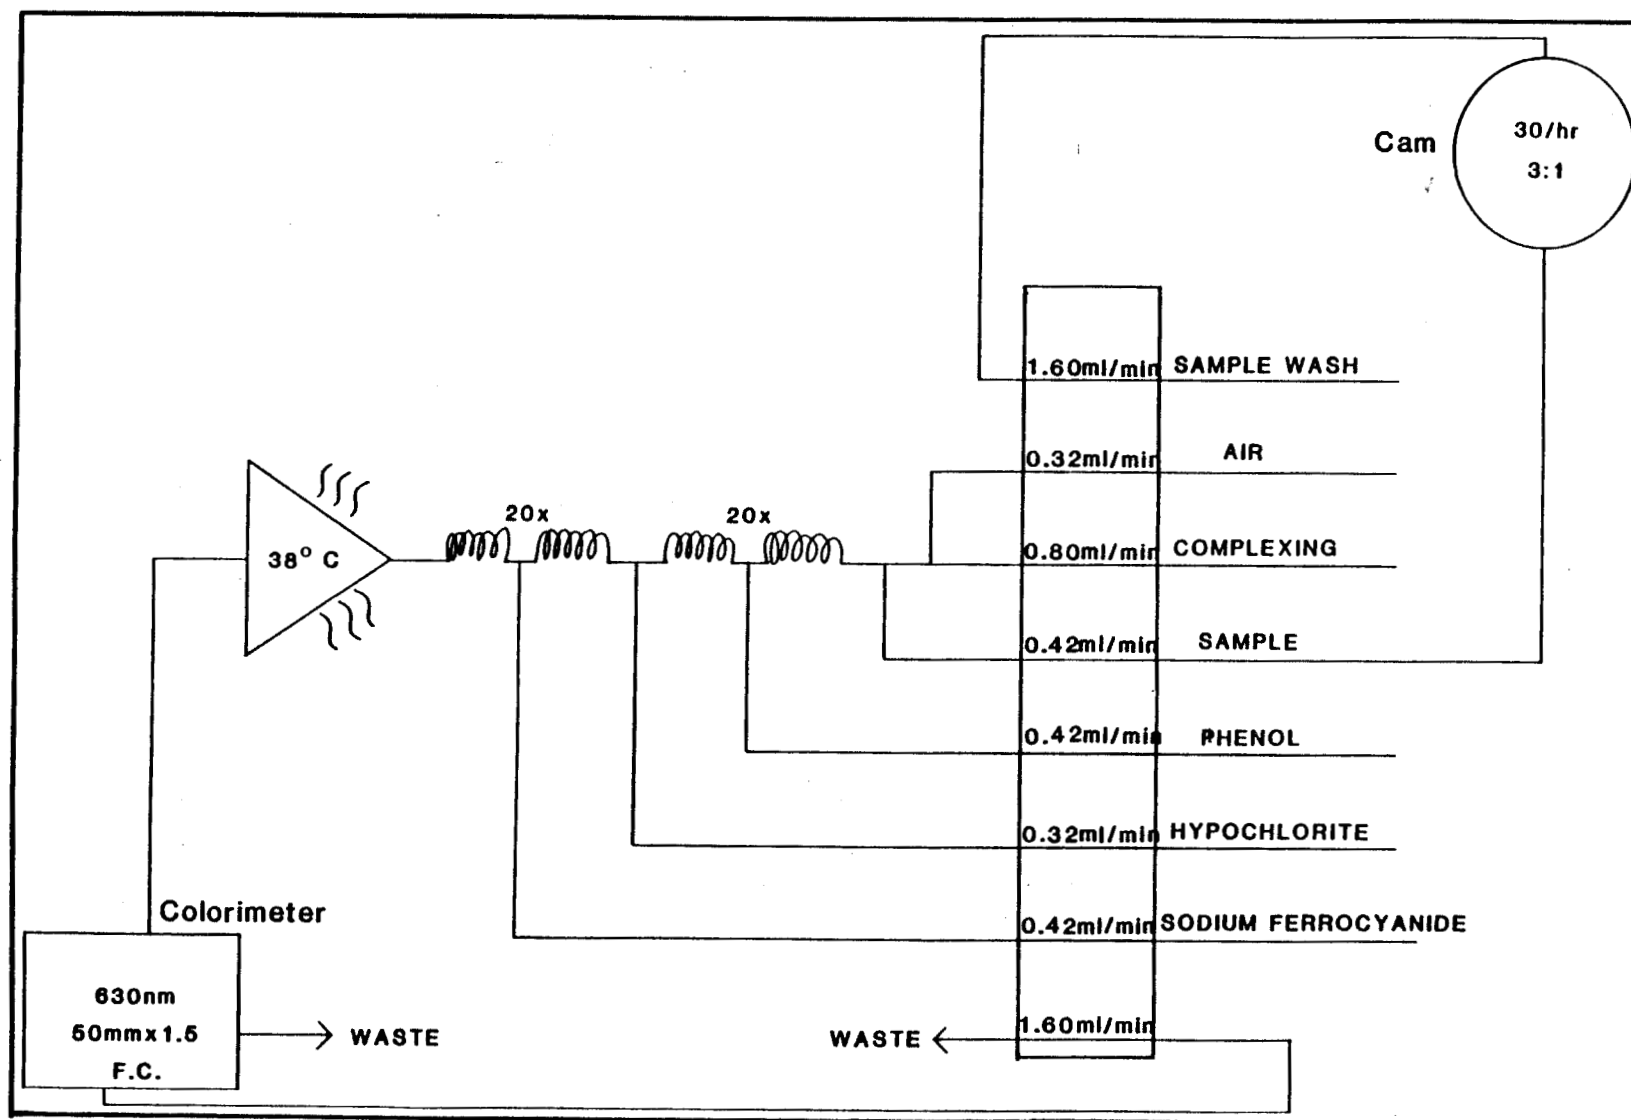 30/hr
Cam
3:1
1.60ml/min SAMPLE WASH
0.32ml/min AIR
20x 20x
0.80ml/min COMPLEXING
38° C
0.42ml/min SAMPLE
0.42ml/min PHENOL
0.32ml/min HYPOCHLORITE
Colorimeter
0.42ml/min SODIUM FERROCYANIDE
630nm
50mmx1.5
F.C.
WASTE
WASTE
1.60ml/min